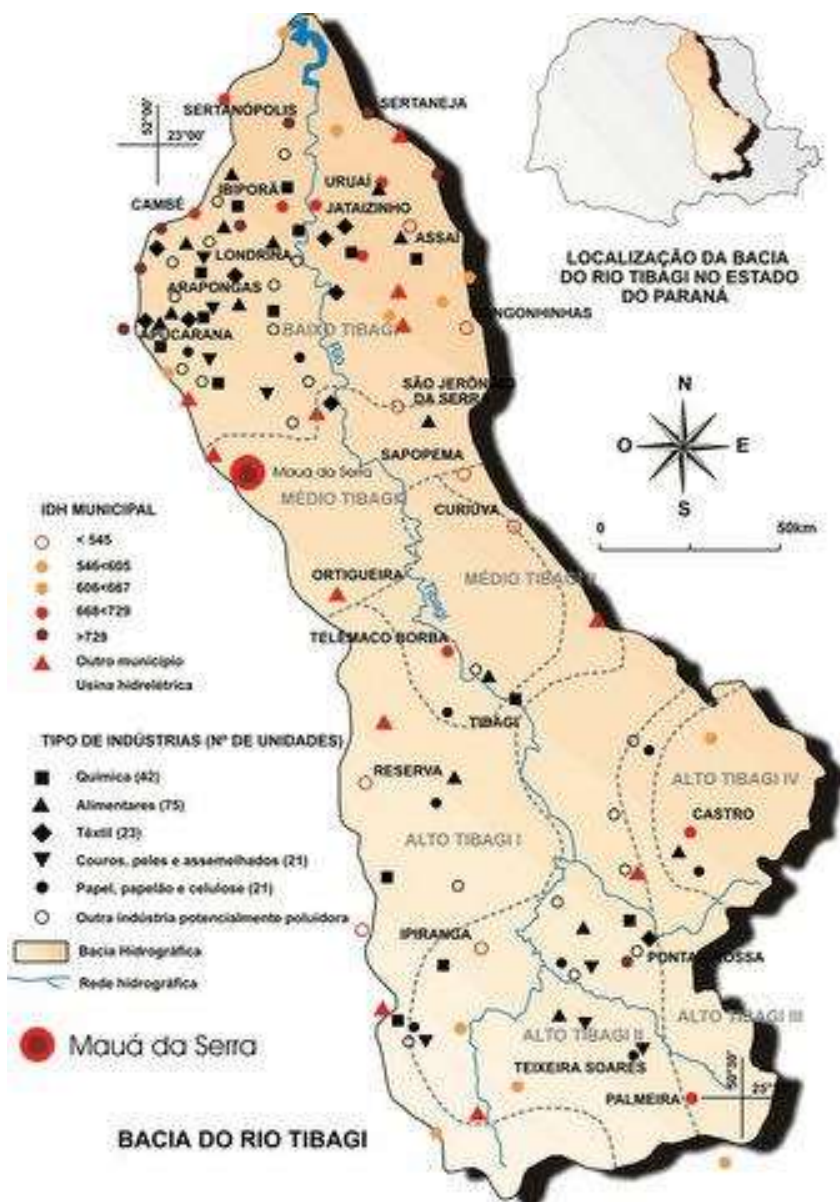 SERTANÓPOLIS
SERTANEJA
52°00'
23°00'
IBIPORÃ
URUAÍ
CAMBÉ
JATAIZINHO
ASSAÍ
LONDRINA
ARAPONGAS
APUCARANA
BAIXO TIBAGI
RIO
SÃO JERÔNIMO
DA SERRA
SAPOPEMA
Mauá da Serra
MÉDIO TIBAGI
CURIÚVA
ORTIGUEIRA
MÉDIO TIBAGI
TELÊMACO BORBA
TIBAGI
RESERVA
ALTO TIBAGI IV
CASTRO
ALTO TIBAGI I
IPIRANGA
PONTA GROSSA
ALTO TIBAGI III
ALTO TIBAGI II
TEIXEIRA SOARES
PALMEIRA
50°00'
LOCALIZAÇÃO DA BACIA
DO RIO TIBAGI NO ESTADO
DO PARANÁ
N
O E
S
0 50km
IDH MUNICIPAL
< 545
546<605
606<667
668<729
>729
Outro município
Usina hidrelétrica
TIPO DE INDÚSTRIAS (Nº DE UNIDADES)
Química (42)
Alimentares (75)
Têxtil (23)
Couros, peles e assemelhados (21)
Papel, papelão e celulose (21)
Outra indústria potencialmente poluidora
Bacia Hidrográfica
Rede hidrográfica
Mauá da Serra
BACIA DO RIO TIBAGI